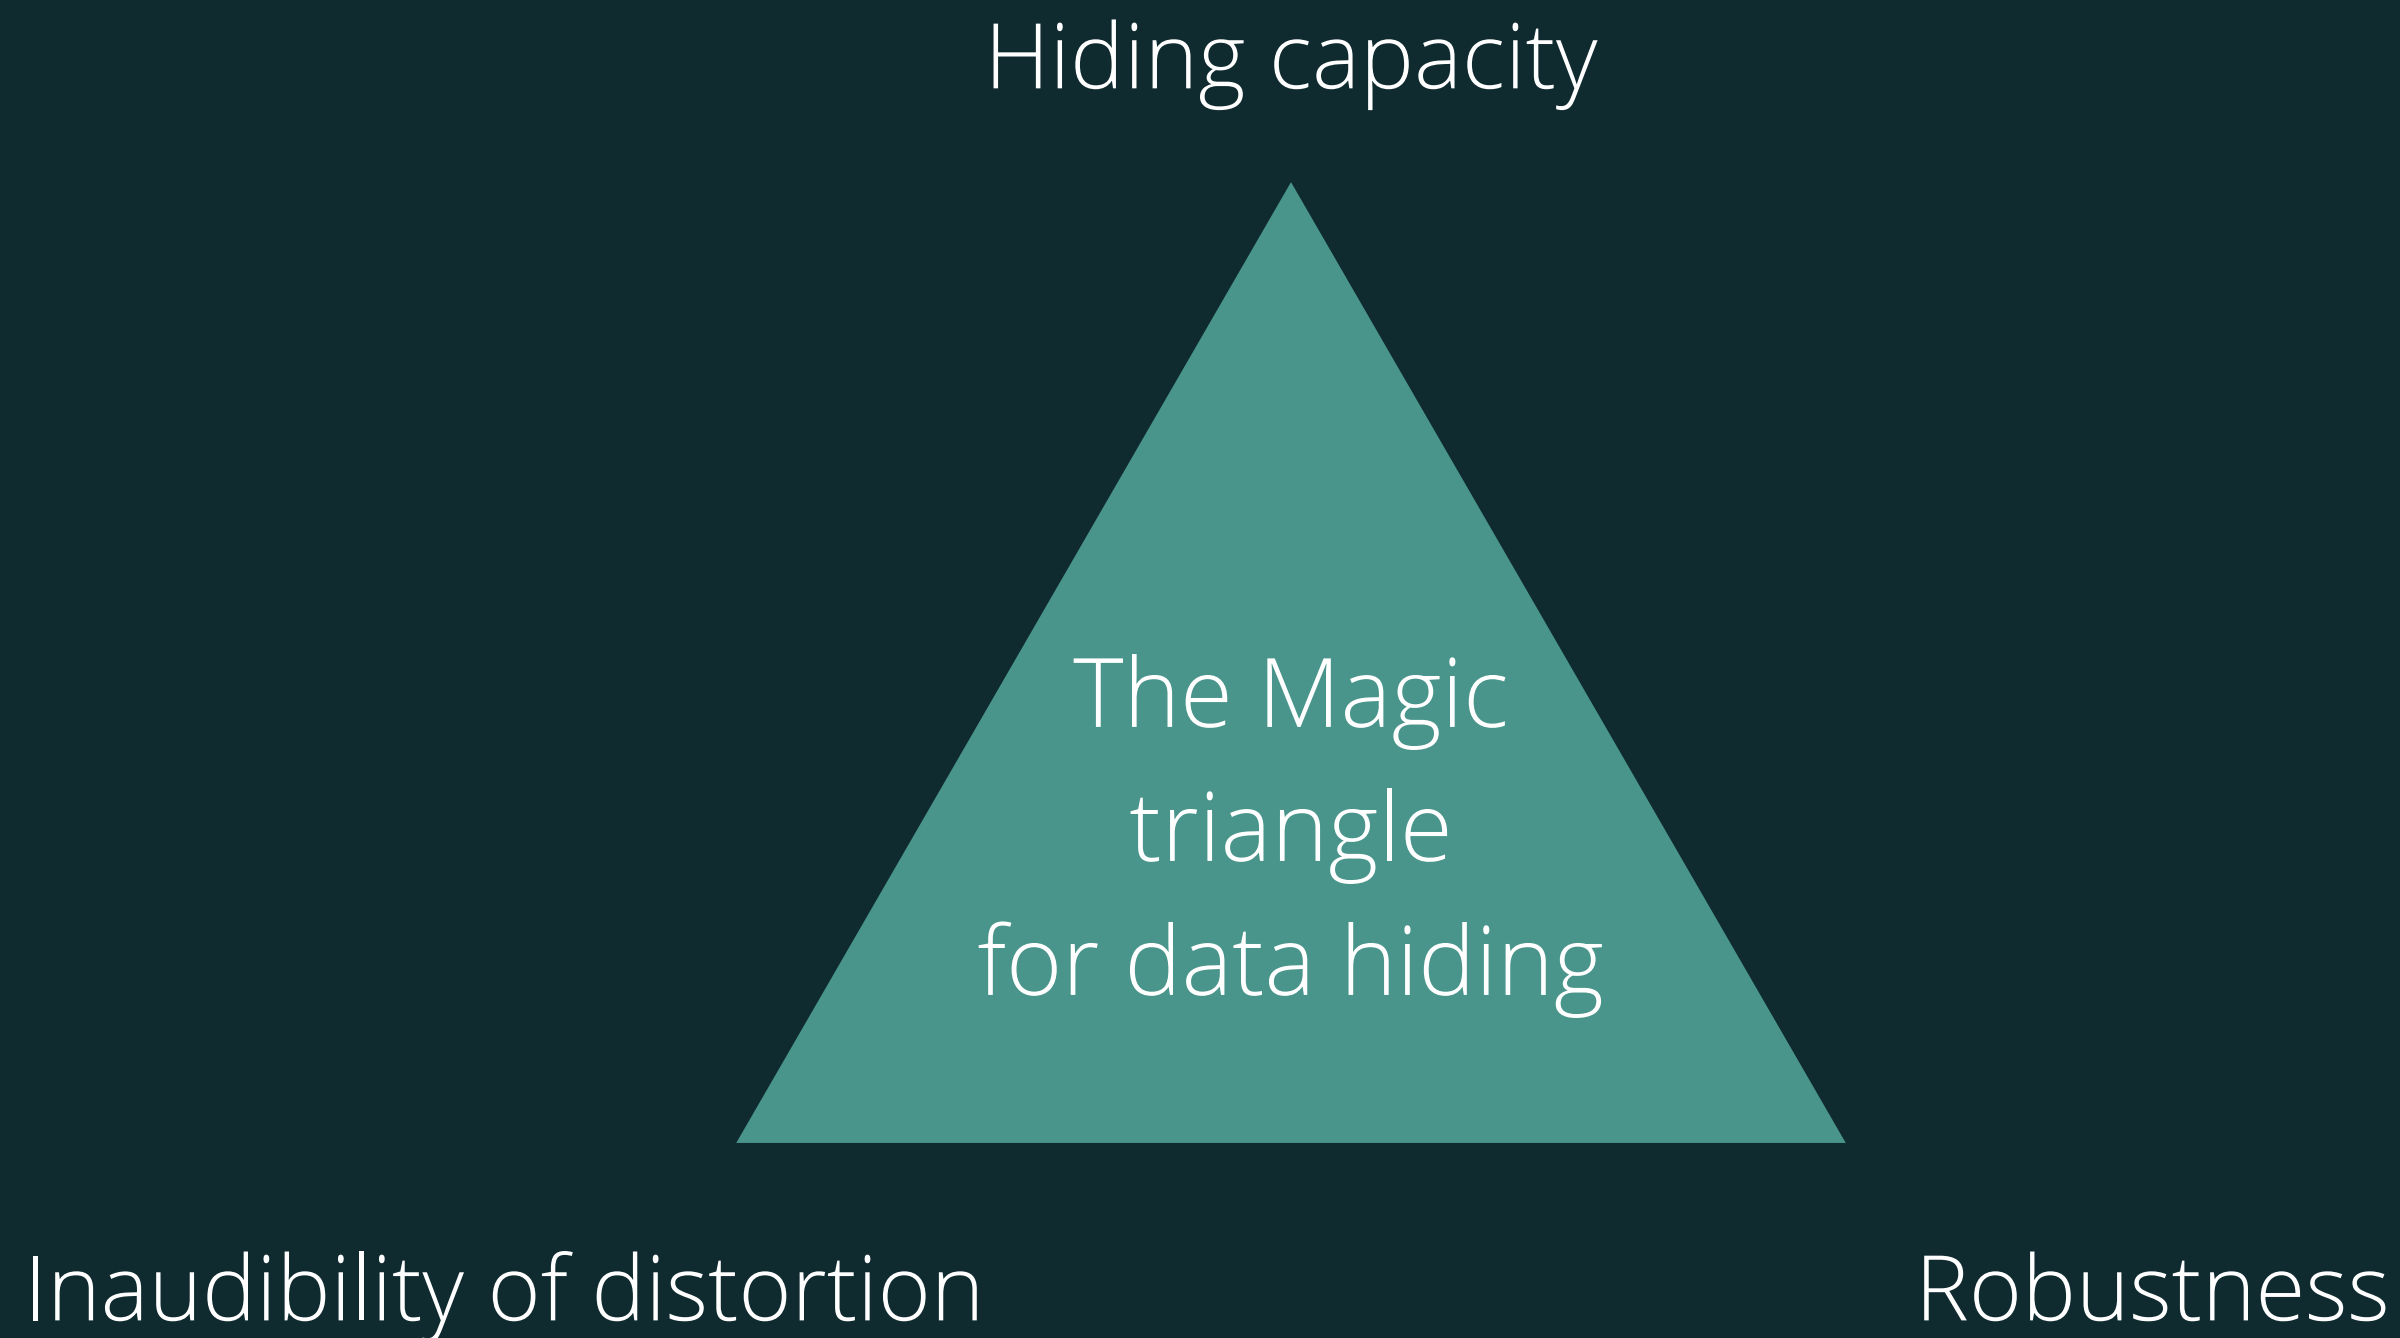 Hiding capacity
The Magic
triangle
for data hiding
Inaudibility of distortion
Robustness